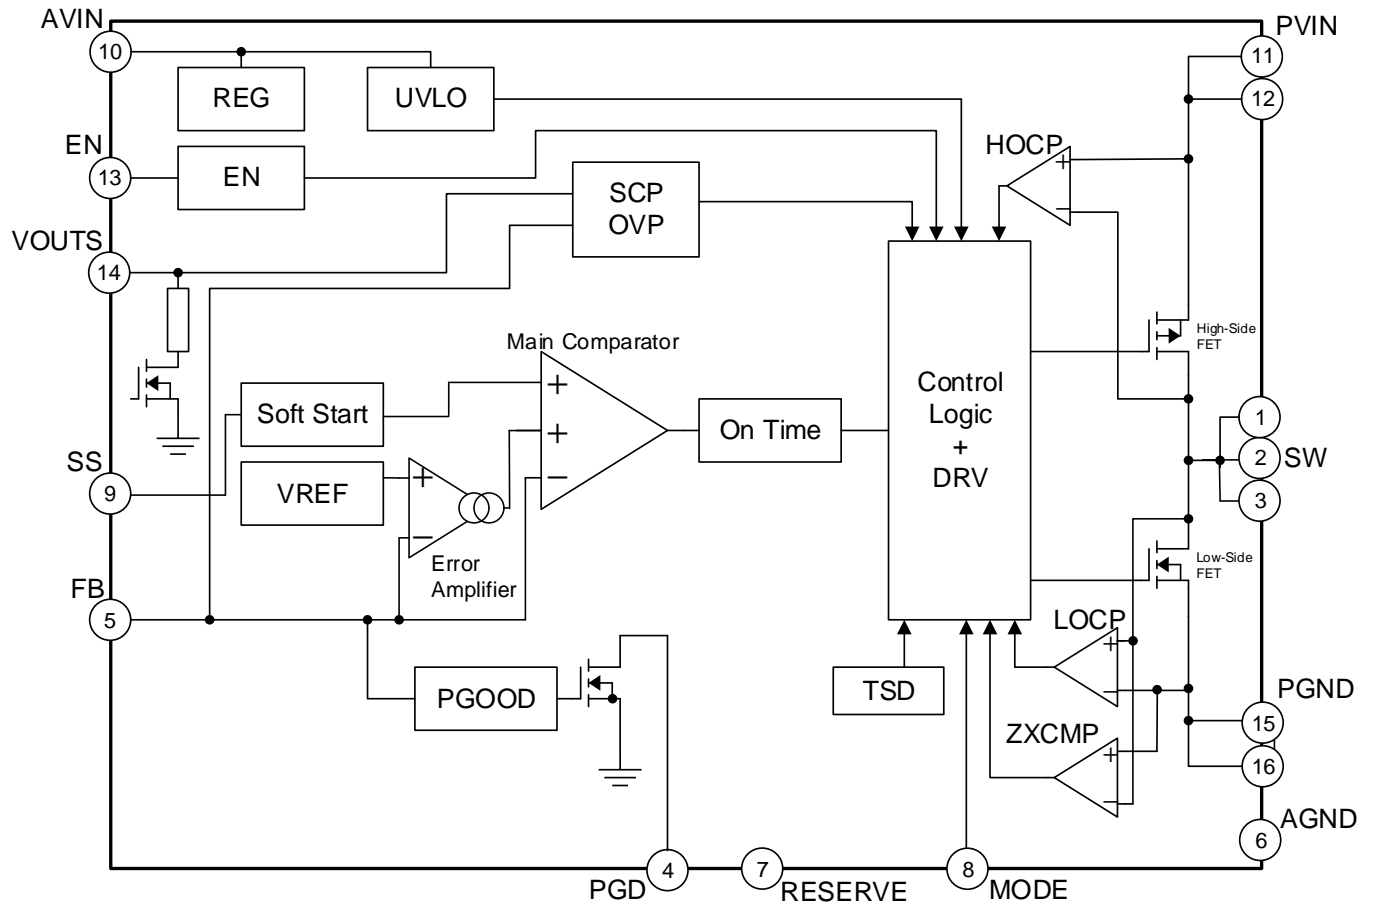 AVIN
PVIN
10
11
REG
UVLO
12
EN
HOCP
+
13
EN
SCP
OVP
−
VOUTS
14
High-Side
FET
Main Comparator
Soft Start
+
Control
Logic
+
DRV
1
On Time
+
2
SW
SS
9
VREF
+
−
3
−
Error
Amplifier
Low-Side
FET
FB
5
LOCP
+
TSD
−
PGOOD
PGND
15
ZXCMP
+
16
−
AGND
6
4
7
8
PGD
RESERVE
MODE